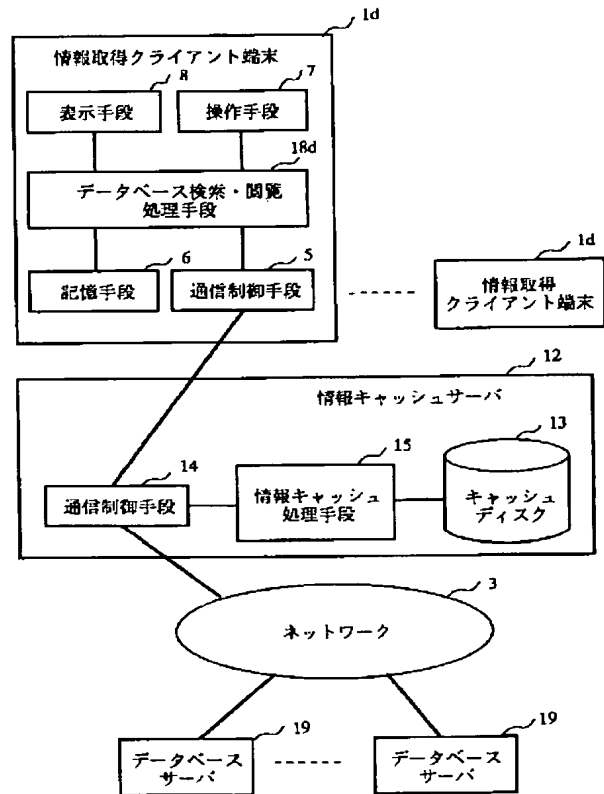 1d
情報取得クライアント端末
8
7
表示手段
操作手段
18d
データベース検索・閲覧
処理手段
6
5
記憶手段
通信制御手段
1d
情報取得
クライアント端末
12
情報キャッシュサーバ
13
14
15
通信制御手段
情報キャッシュ
処理手段
キャッシュ
ディスク
3
ネットワーク
19
19
データベース
サーバ
データベース
サーバ